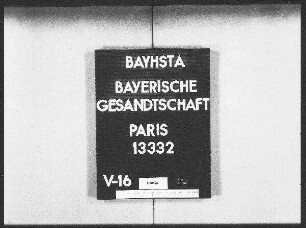 BAYHSTA
BAYERISCHE
GESANDTSCHAFT
PARIS
13332
V-16